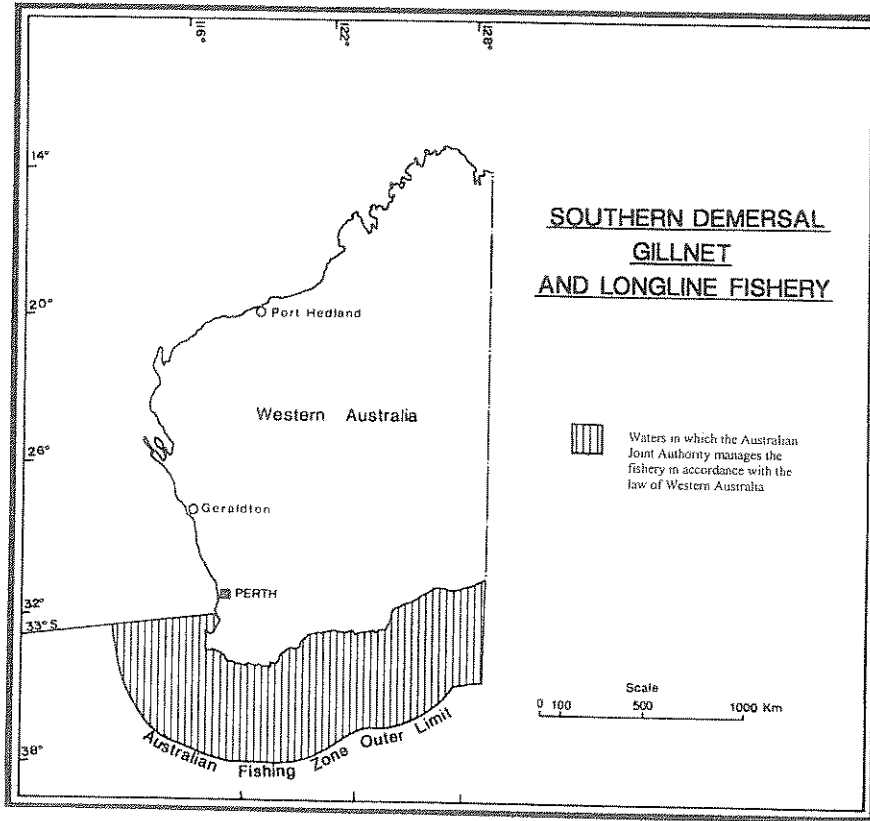 116°
122°
128°
14°
20°
26°
32°
33° S
38°
Port Hedland
Western Australia
Geraldton
PERTH
Australian Fishing Zone Outer Limit
SOUTHERN DEMERSAL
GILLNET
AND LONGLINE FISHERY
Waters in which the Australian
Joint Authority manages the
fishery in accordance with the
law of Western Australia
Scale
0 100 500 1000 Km